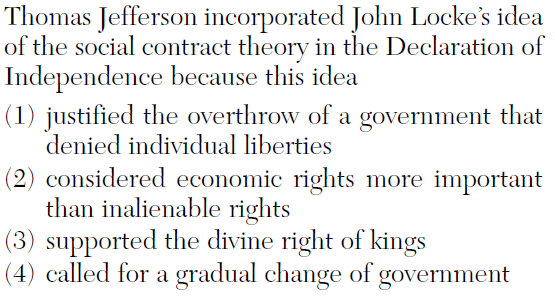 Thomas Jefferson incorporated John Locke’s idea
of the social contract theory in the Declaration of
Independence because this idea
(1) justified the overthrow of a government that
denied individual liberties
(2) considered economic rights more important
than inalienable rights
(3) supported the divine right of kings
(4) called for a gradual change of government